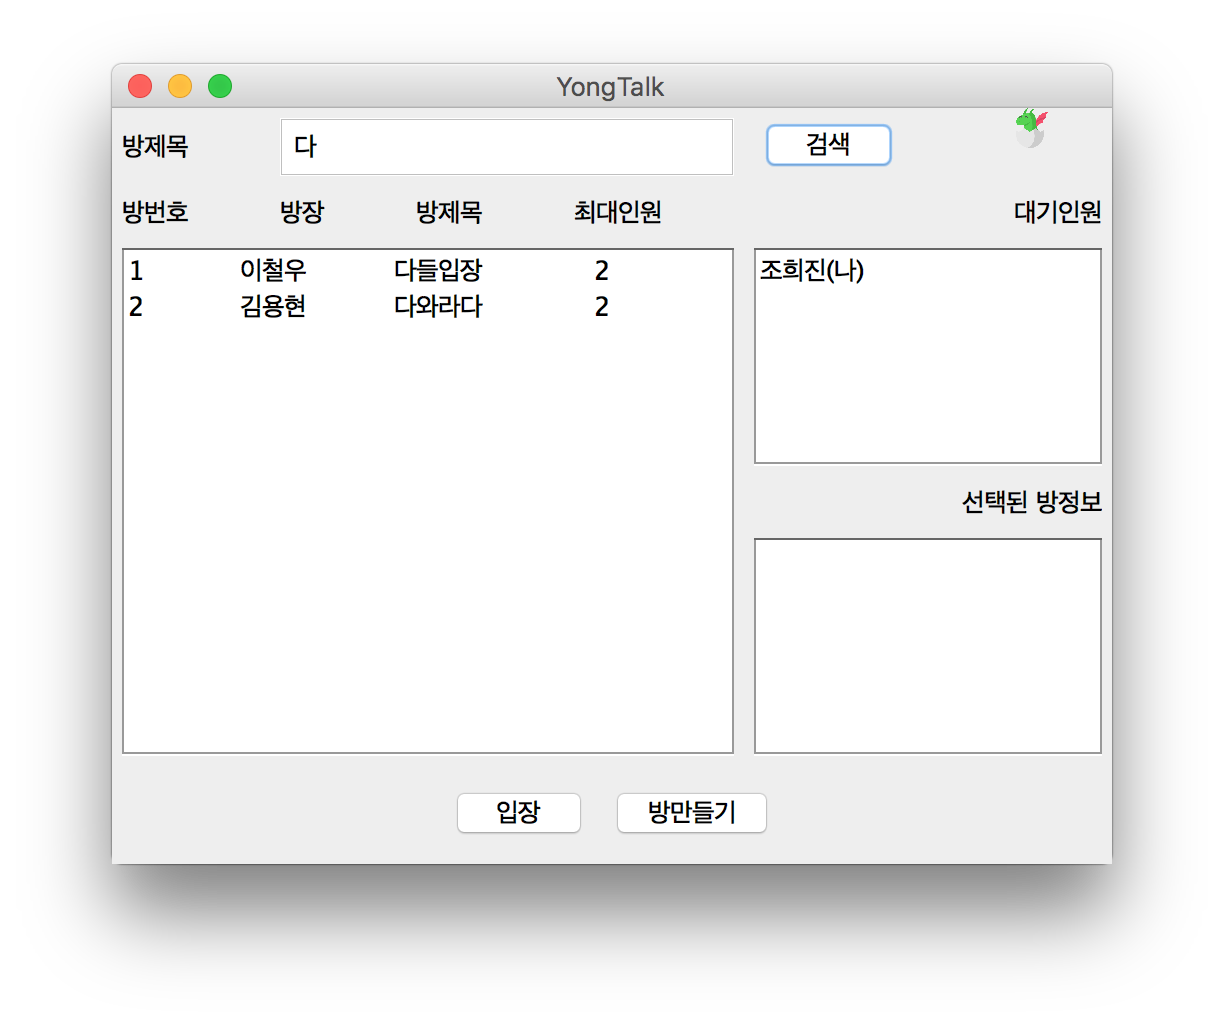 YongTalk
방제목 다 검색
방번호 방장 방제목 최대인원 대기인원
1 이철우 다들입장 2
2 김용현 다와라다 2
조희진(나)
선택된 방정보
입장 방만들기